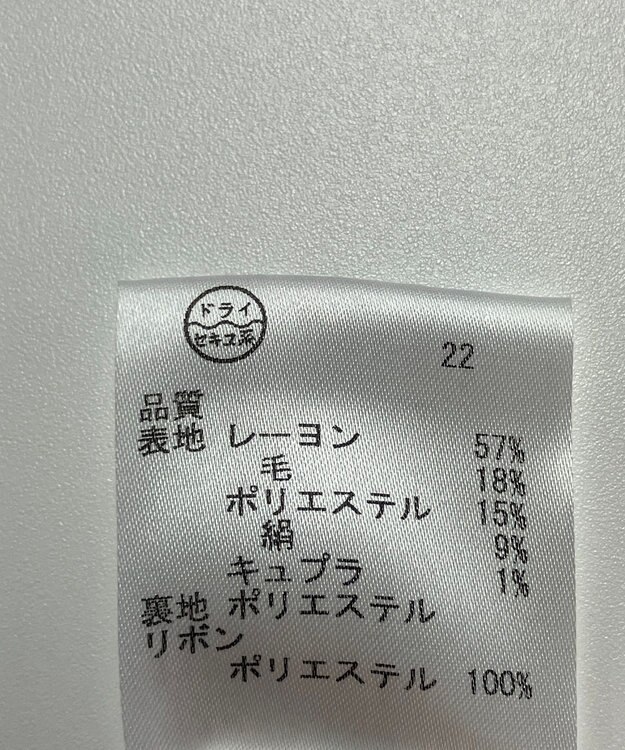 ドライ
セキユ系
22
品質
表地 レーヨン 57%
毛 18%
ポリエステル 15%
絹 9%
キュプラ 1%
裏地 ポリエステル
リボン
ポリエステル 100%